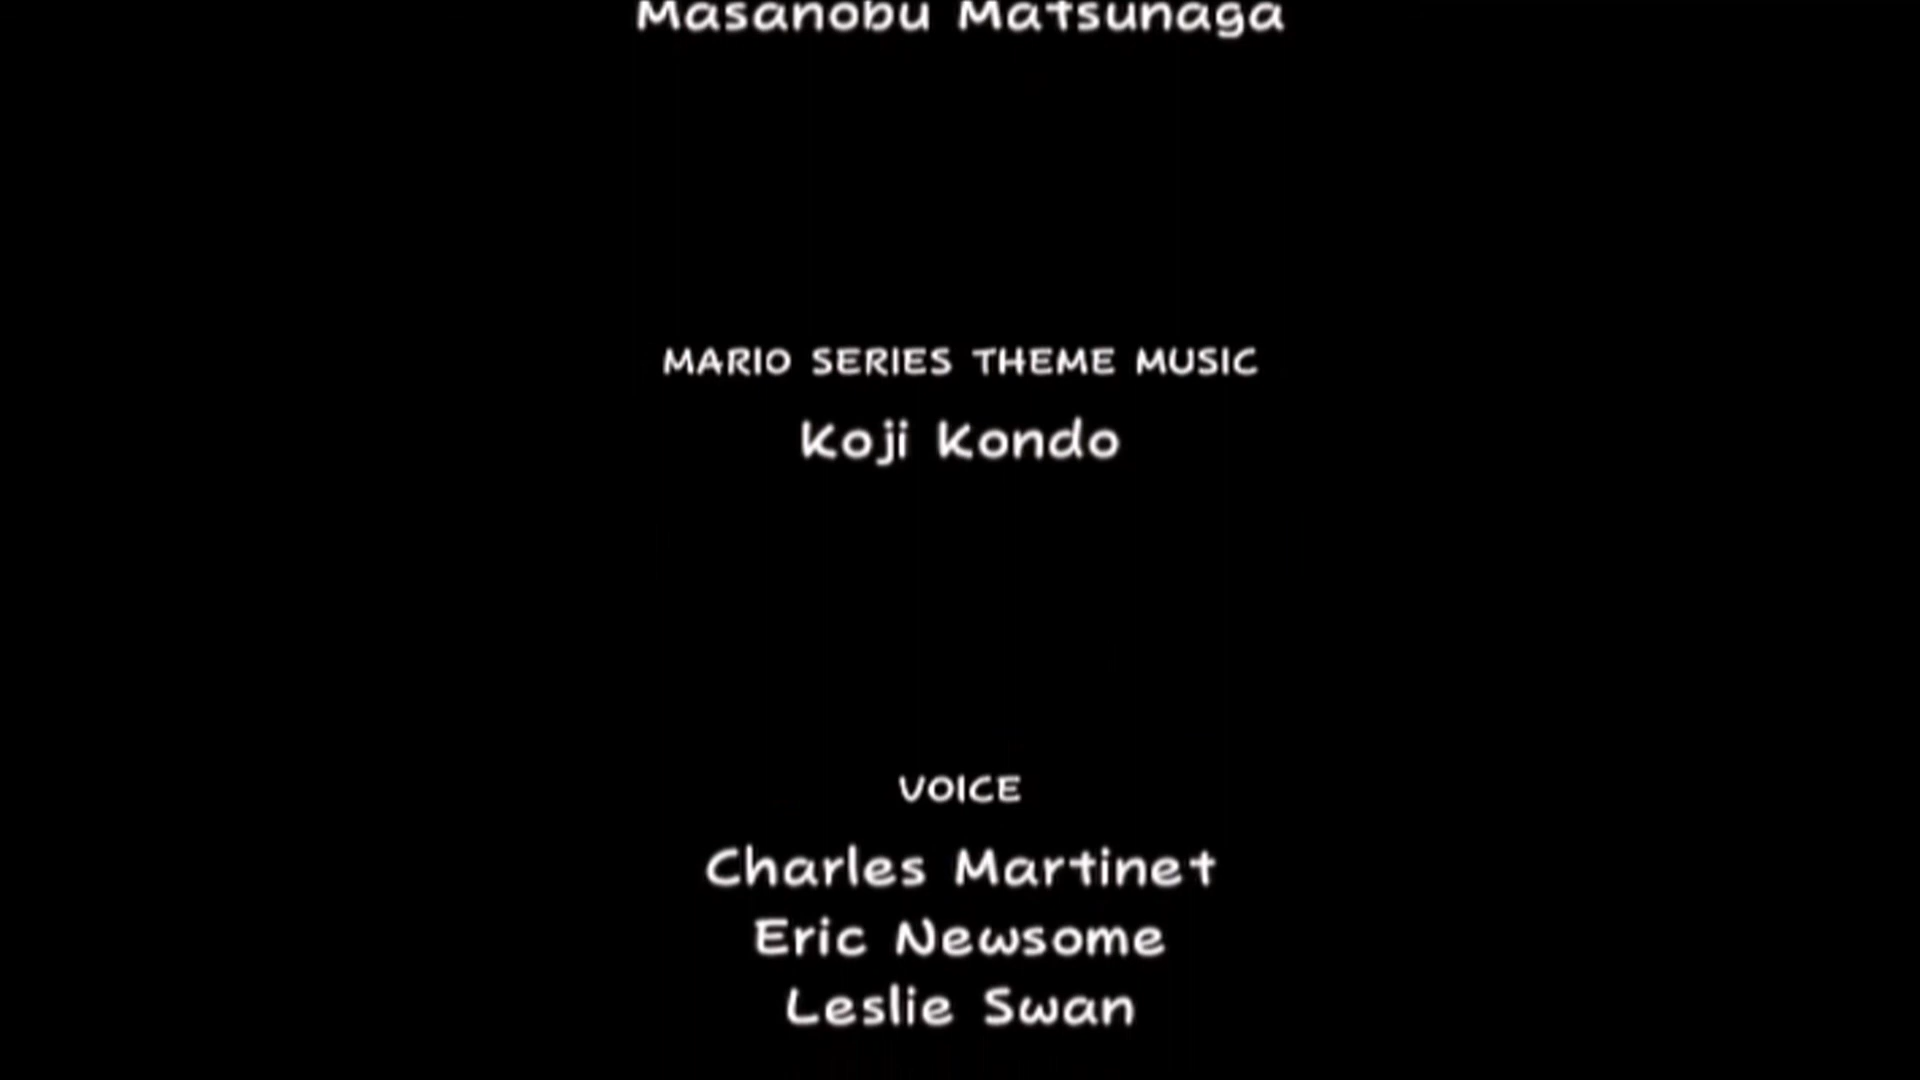 Masanobu Matsunaga
MARIO SERIES THEME MUSIC
Koji Kondo
VOICE
Charles Martinet
Eric Newsome
Leslie Swan